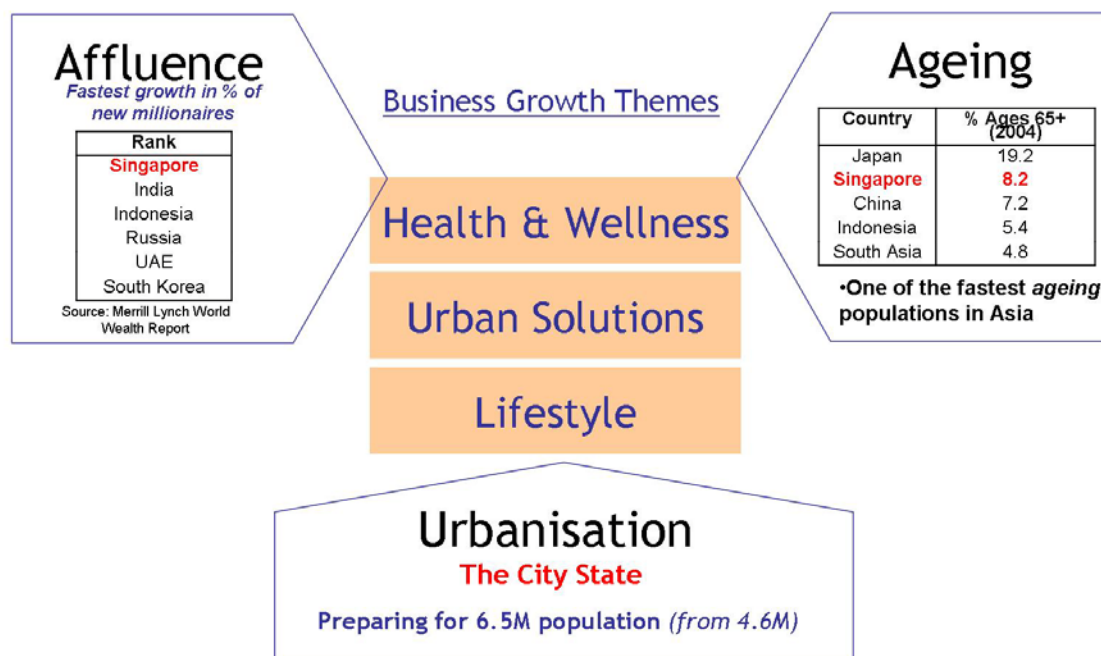 Affluence
Fastest growth in % of
new millionaires
Rank
Singapore
India
Indonesia
Russia
UAE
South Korea
Source: Merrill Lynch World
Wealth Report
Business Growth Themes
Health & Wellness
Urban Solutions
Lifestyle
Ageing
Country % Ages 65+
(2004)
Japan 19.2
Singapore 8.2
China 7.2
Indonesia 5.4
South Asia 4.8
•One of the fastest ageing
populations in Asia
Urbanisation
The City State
Preparing for 6.5M population (from 4.6M)